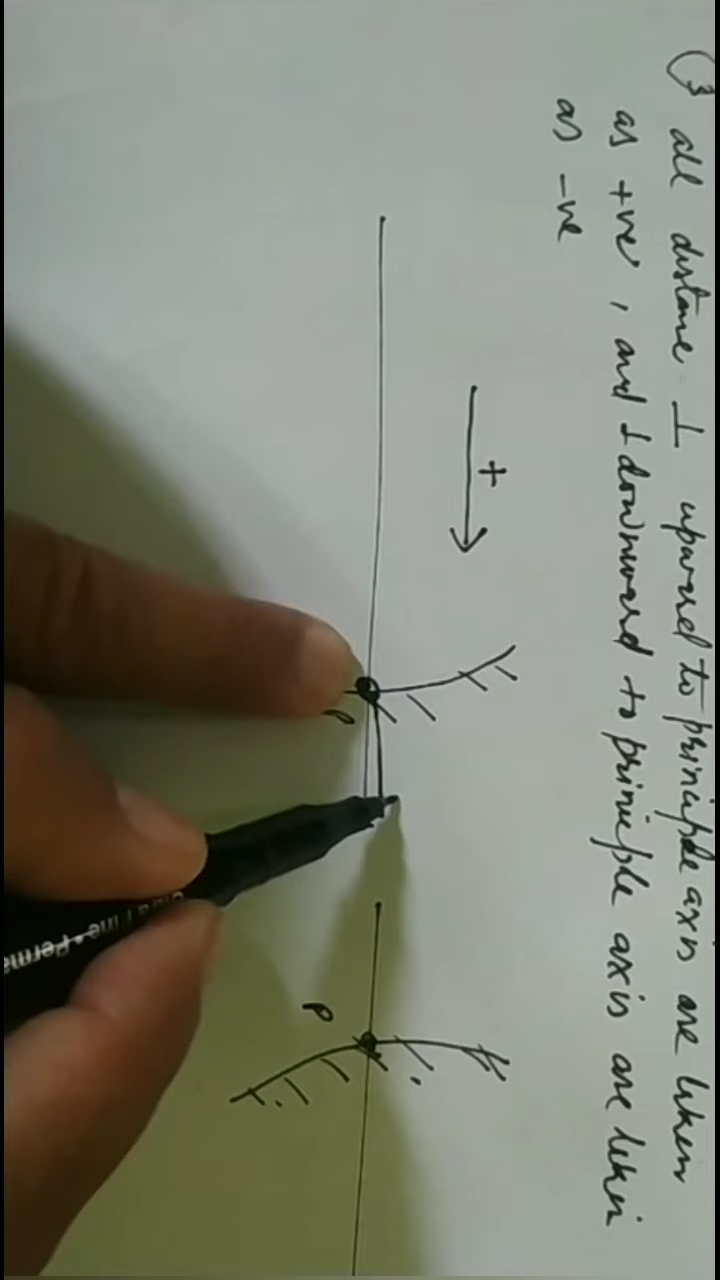 (3 all distance ⊥ upward to principle axis are taken
as +ve, and ⊥ downward to priniple axis are taken
as -ve
+
P
P